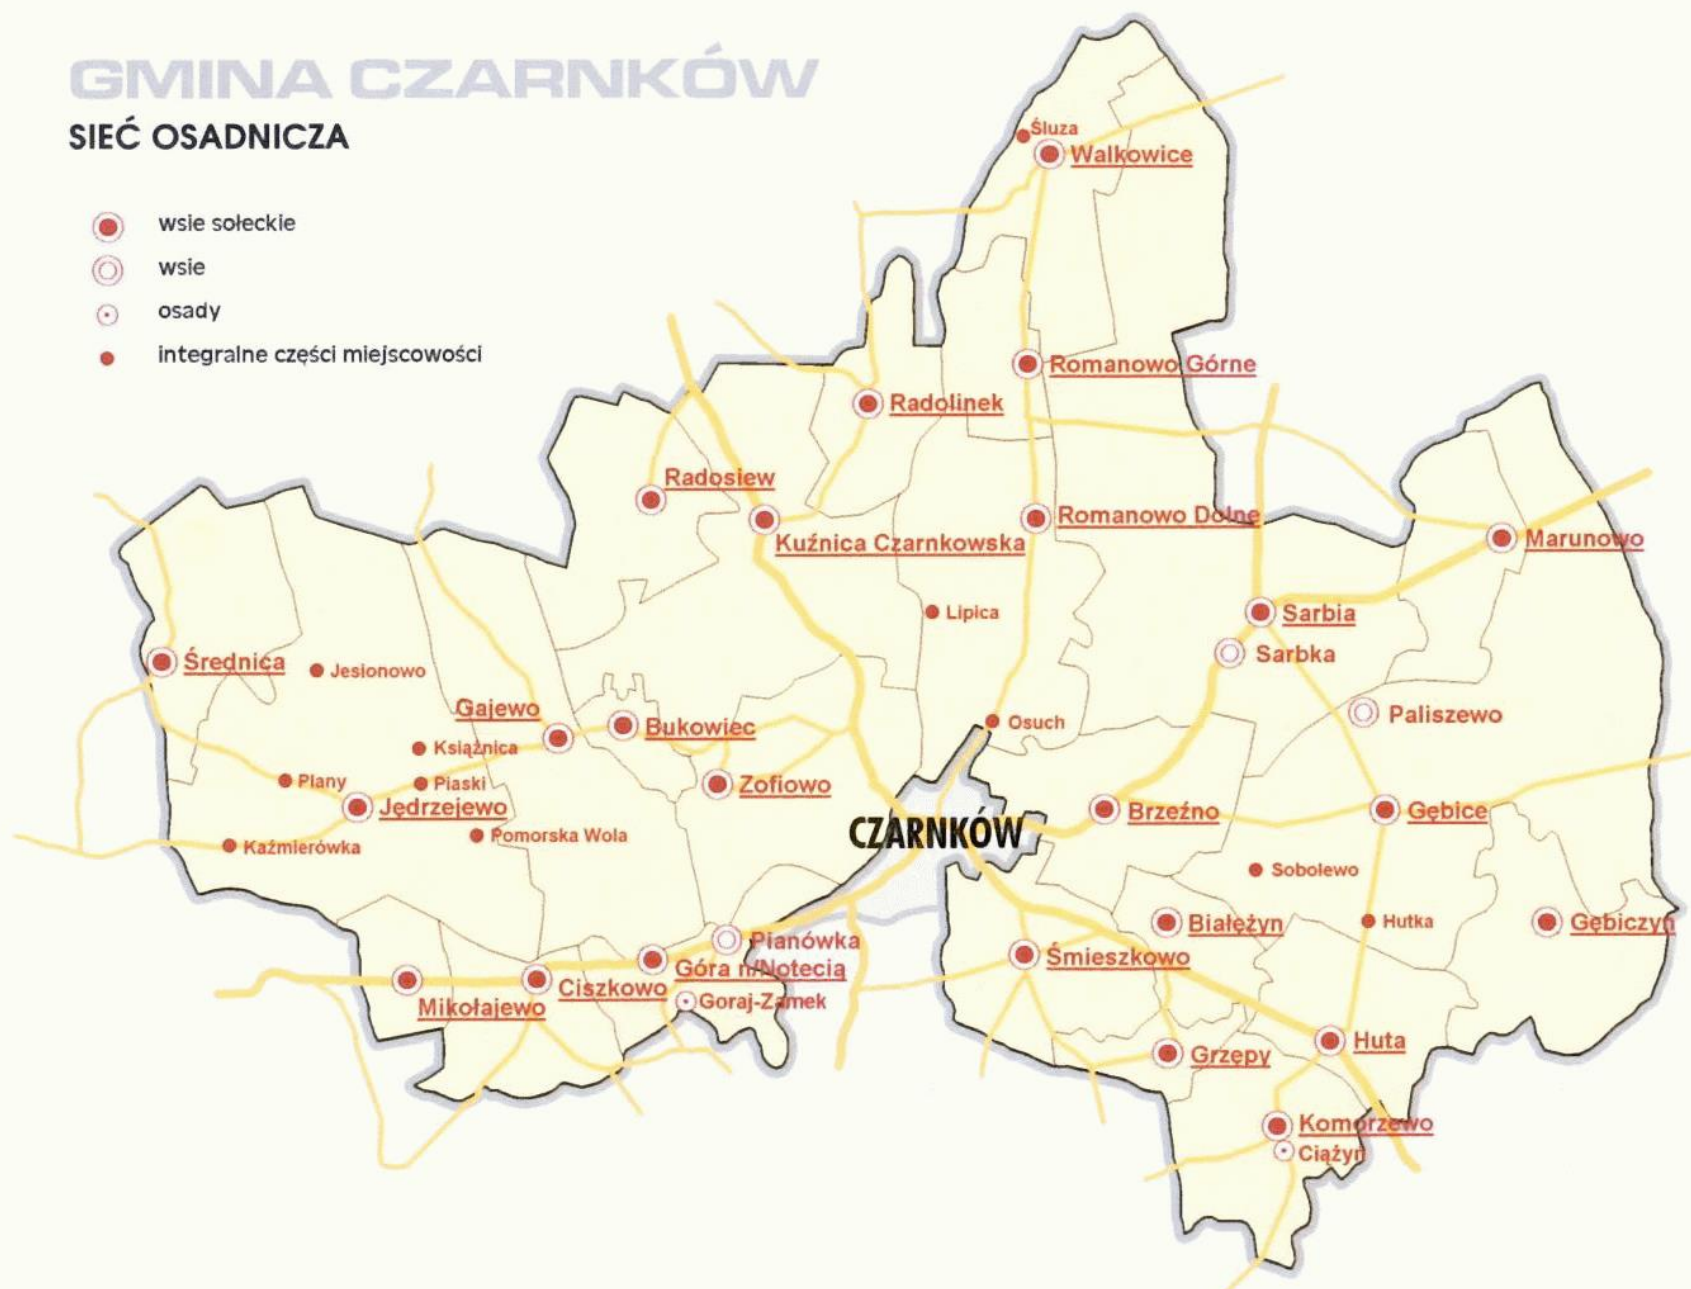 GMINA CZARNKÓW
SIEĆ OSADNICZA
wsie sołeckie
wsie
osady
integralne części miejscowości
Śluza
Walkowice
Romanowo Górne
Radolinek
Radosiew
Kuźnica Czarnkowska
Romanowo Dolne
Marunowo
Lipica
Sarbia
Sarbka
Średnica
Jesionowo
Gajewo
Bukowiec
Osuch
Paliszewo
Książnica
Plany
Piaski
Zofiowo
Jędrzejewo
Brzeźno
Gębice
CZARNKÓW
Pomorska Wola
Kaźmierówka
Sobolewo
Białężyn
Hutka
Gębiczyn
Pianówka
Śmieszkowo
Góra n/Notecią
Ciszkowo
Mikołajewo
Goraj-Zamek
Huta
Grzępy
Komorzewo
Ciążyn